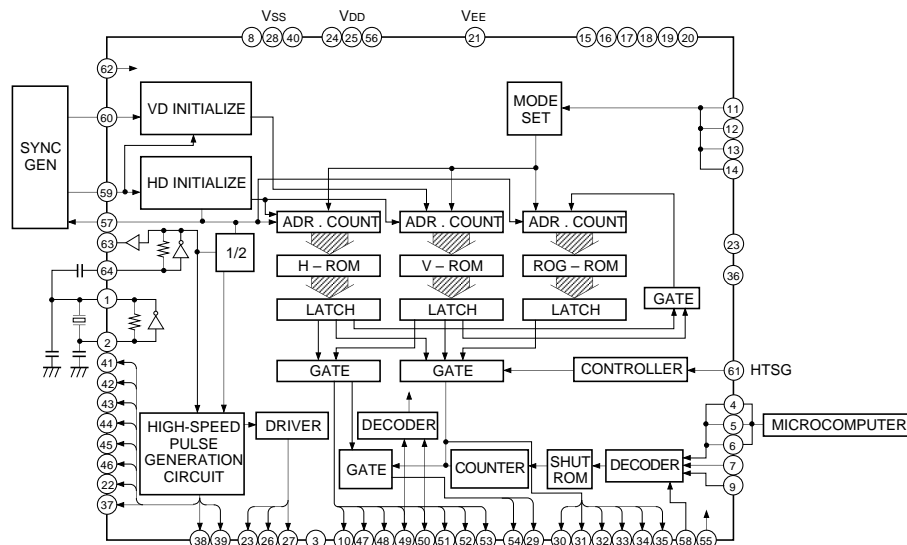 VSS VDD VEE
8 28 40 24 25 56 21 15 16 17 18 19 20
62
60
VD INITIALIZE
MODE
SET
11
12
13
14
SYNC
GEN
59
HD INITIALIZE
57
63
64
1/2
ADR . COUNT ADR . COUNT ADR . COUNT
23
36
H – ROM V – ROM ROG – ROM
1
LATCH LATCH LATCH
GATE
2
41
42
43
44
45
46
22
37
GATE GATE
CONTROLLER
61 HTSG
HIGH-SPEED
PULSE
GENERATION
CIRCUIT
DRIVER
DECODER
GATE
COUNTER
SHUT
ROM
DECODER
4
5
6
7
9
MICROCOMPUTER
38 39 23 26 27 3 10 47 48 49 50 51 52 53 54 29 30 31 32 33 34 35 58 55